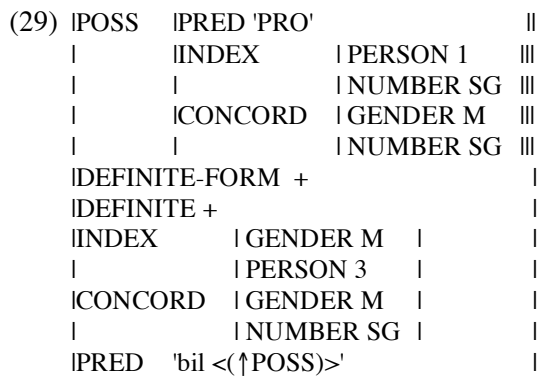 (29) |POSS |PRED 'PRO' ||
| |INDEX | PERSON 1 |||
| | | NUMBER SG |||
| |CONCORD | GENDER M |||
| | | NUMBER SG |||
|DEFINITE-FORM + |
|DEFINITE + |
|INDEX | GENDER M | |
| | PERSON 3 | |
|CONCORD | GENDER M | |
| | NUMBER SG | |
|PRED 'bil <(↑POSS)>' |